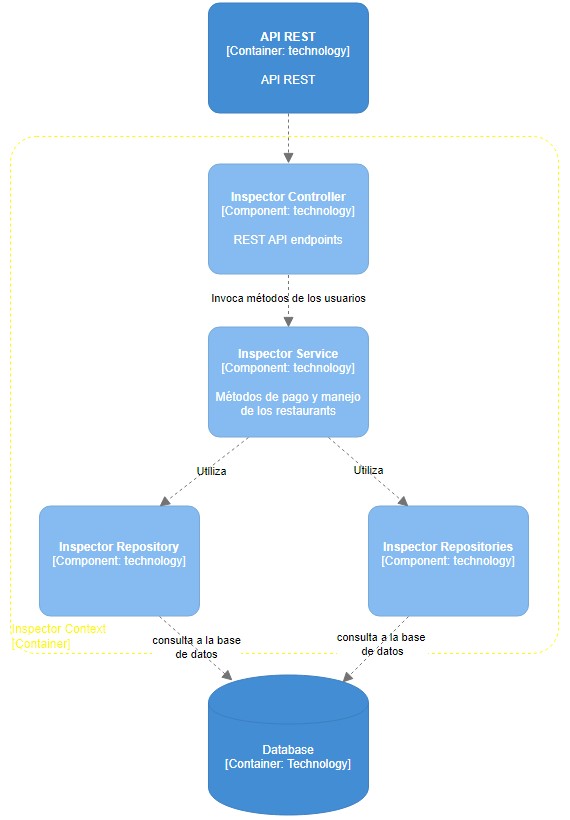 API REST
[Container: technology]
API REST
Inspector Controller
[Component: technology]
REST API endpoints
Invoca métodos de los usuarios
Inspector Service
[Component: technology]
Métodos de pago y manejo
de los restaurants
Utiliza
Utiliza
Inspector Repository
[Component: technology]
Inspector Repositories
[Component: technology]
Inspector Context
[Container]
consulta a la base
de datos
consulta a la base
de datos
Database
[Container: Technology]